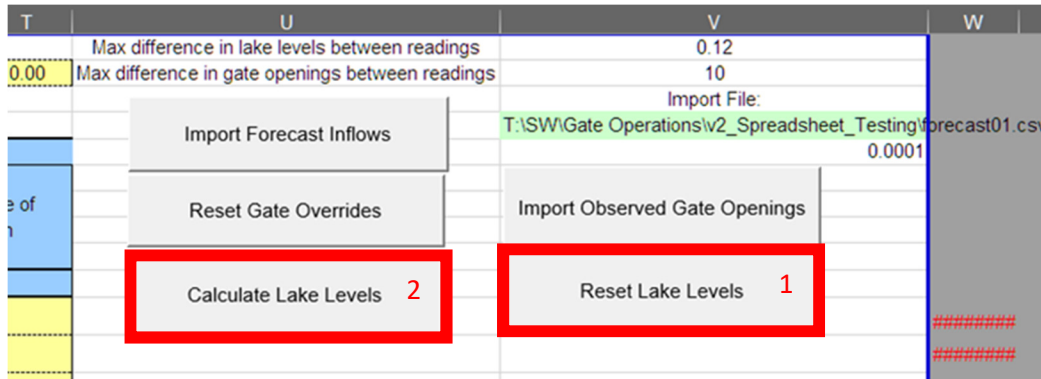 T U V W
Max difference in lake levels between readings 0.12
0.00 Max difference in gate openings between readings 10
Import File:
Import Forecast Inflows T:\SW\Gate Operations\v2_Spreadsheet_Testing\forecast01.csv
0.0001
e of
Reset Gate Overrides Import Observed Gate Openings
Calculate Lake Levels 2 Reset Lake Levels 1
########
########